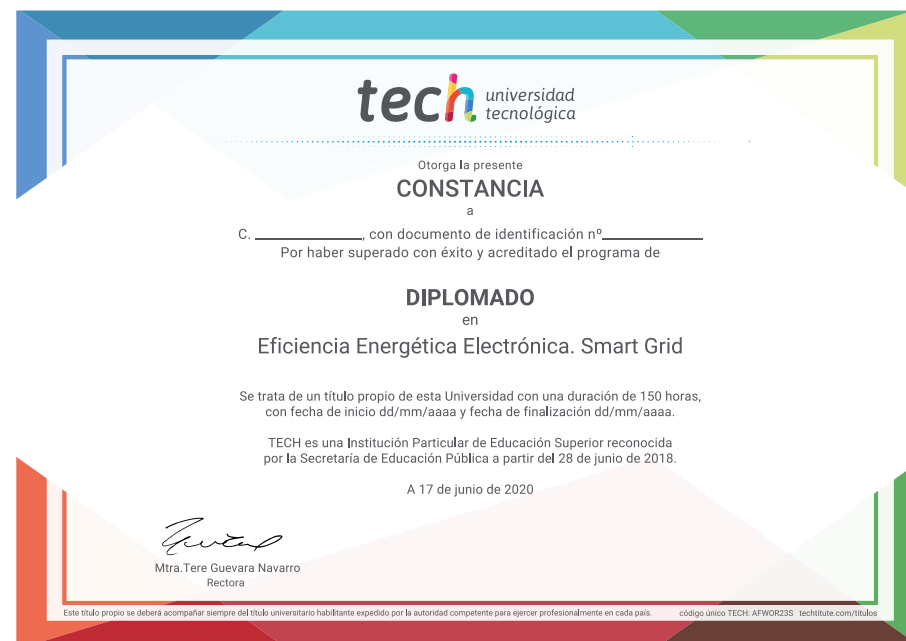 tech universidad
tecnológica
Otorga la presente
CONSTANCIA
a
C. ____________, con documento de identificación nº____________
Por haber superado con éxito y acreditado el programa de
DIPLOMADO
en
Eficiencia Energética Electrónica. Smart Grid
Se trata de un título propio de esta Universidad con una duración de 150 horas,
con fecha de inicio dd/mm/aaaa y fecha de finalización dd/mm/aaaa.
TECH es una Institución Particular de Educación Superior reconocida
por la Secretaría de Educación Pública a partir del 28 de junio de 2018.
A 17 de junio de 2020
Mtra.Tere Guevara Navarro
Rectora
Este título propio se deberá acompañar siempre del título universitario habilitante expedido por la autoridad competente para ejercer profesionalmente en cada país. código único TECH: AFWOR23S techtitute.com/titulos